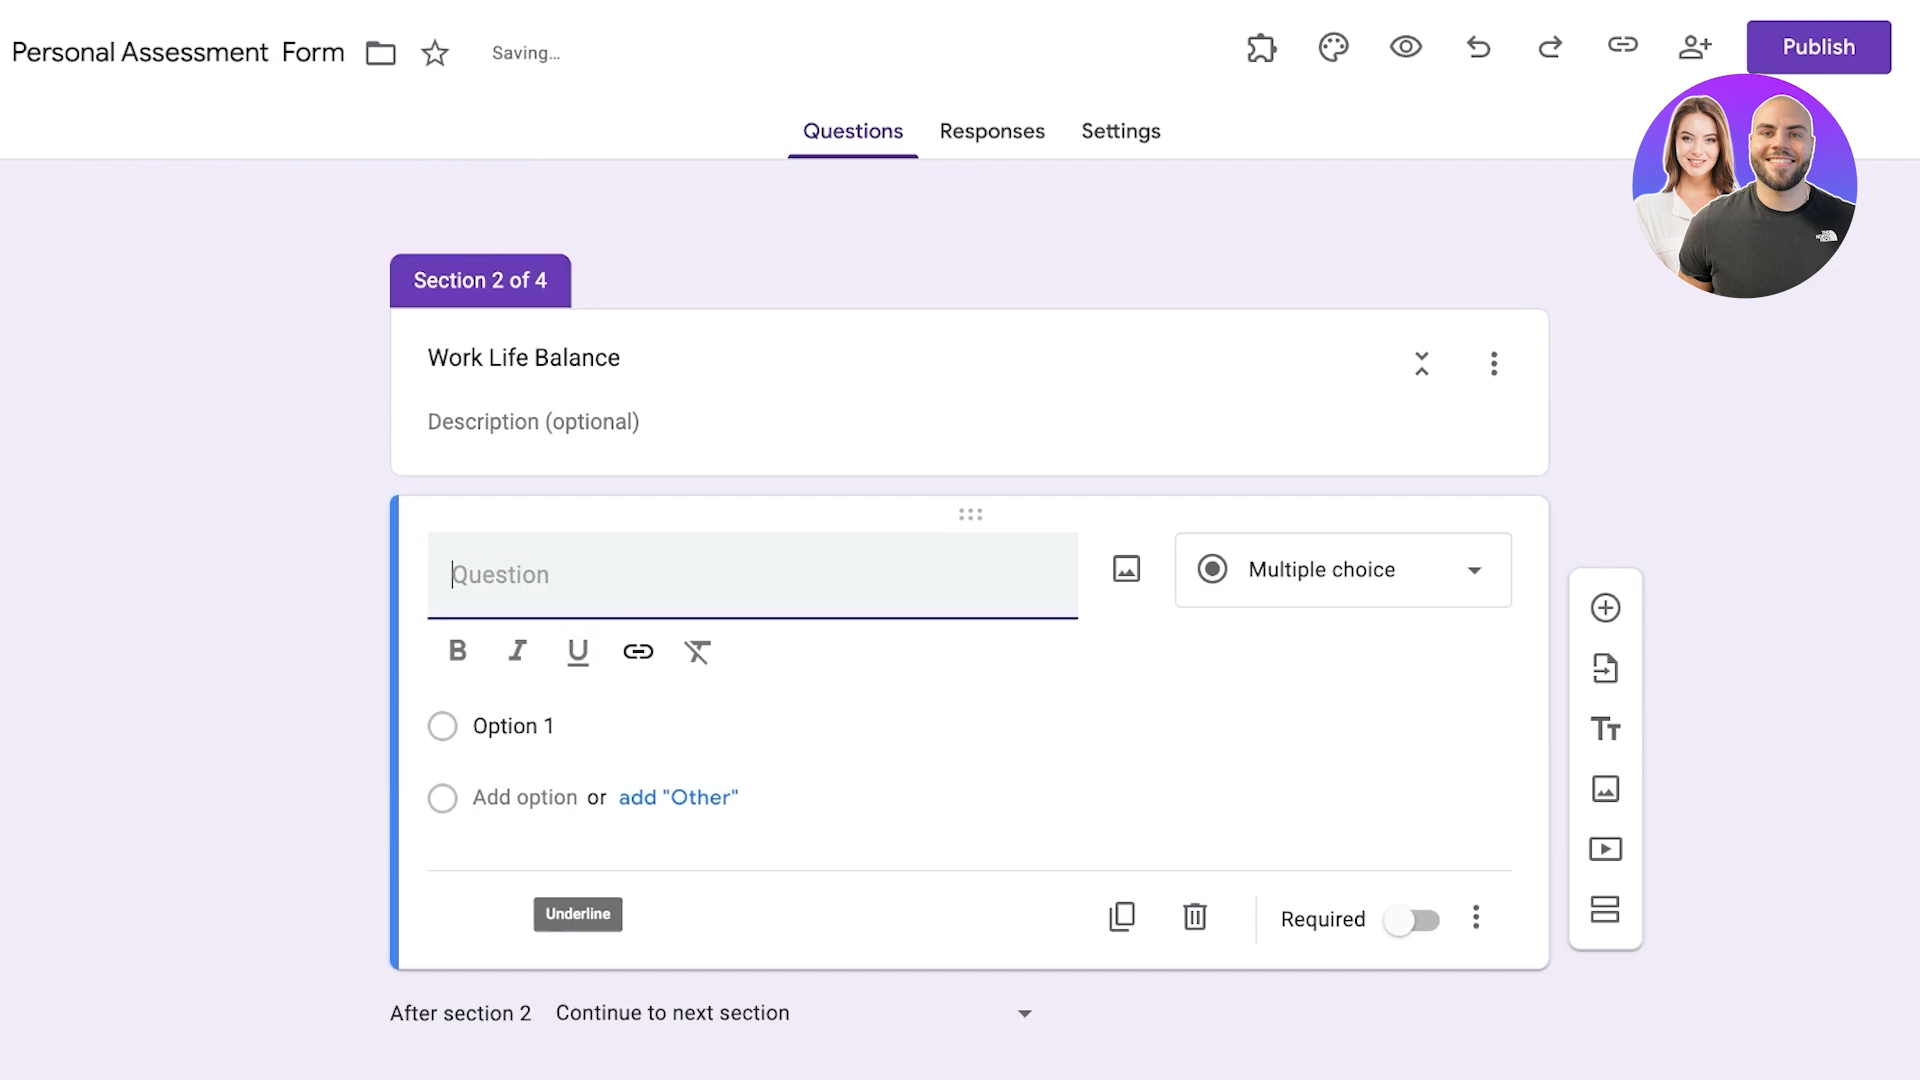 Personal Assessment Form
Saving...
Publish
Questions
Responses
Settings
Section 2 of 4
Work Life Balance
Description (optional)
Question
Multiple choice
B I U
Option 1
Add option or add "Other"
Underline
Required
After section 2 Continue to next section